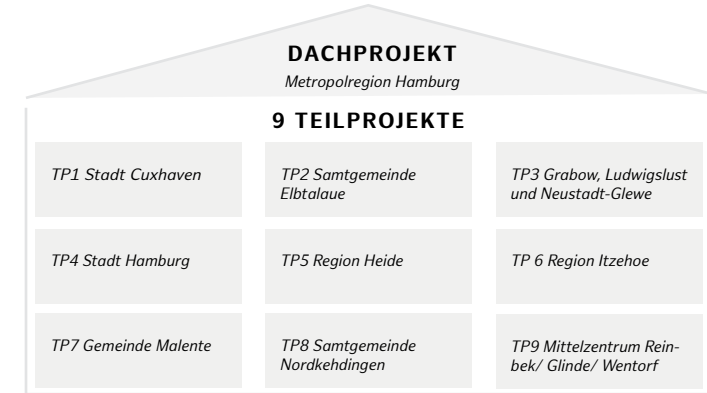 DACHPROJEKT
Metropolregion Hamburg
9 TEILPROJEKTE
TP1 Stadt Cuxhaven
TP2 Samtgemeinde
Elbtalaue
TP3 Grabow, Ludwigslust
und Neustadt-Glewe
TP4 Stadt Hamburg
TP5 Region Heide
TP 6 Region Itzehoe
TP7 Gemeinde Malente
TP8 Samtgemeinde
Nordkehdingen
TP9 Mittelzentrum Rein-
bek/ Glinde/ Wentorf